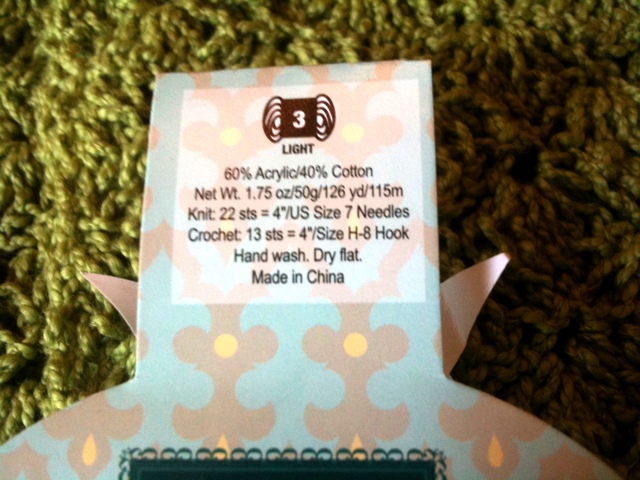 3
LIGHT
60% Acrylic/40% Cotton
Net Wt. 1.75 oz/50g/126 yd/115m
Knit: 22 sts = 4"/US Size 7 Needles
Crochet: 13 sts = 4"/Size H-8 Hook
Hand wash. Dry flat.
Made in China